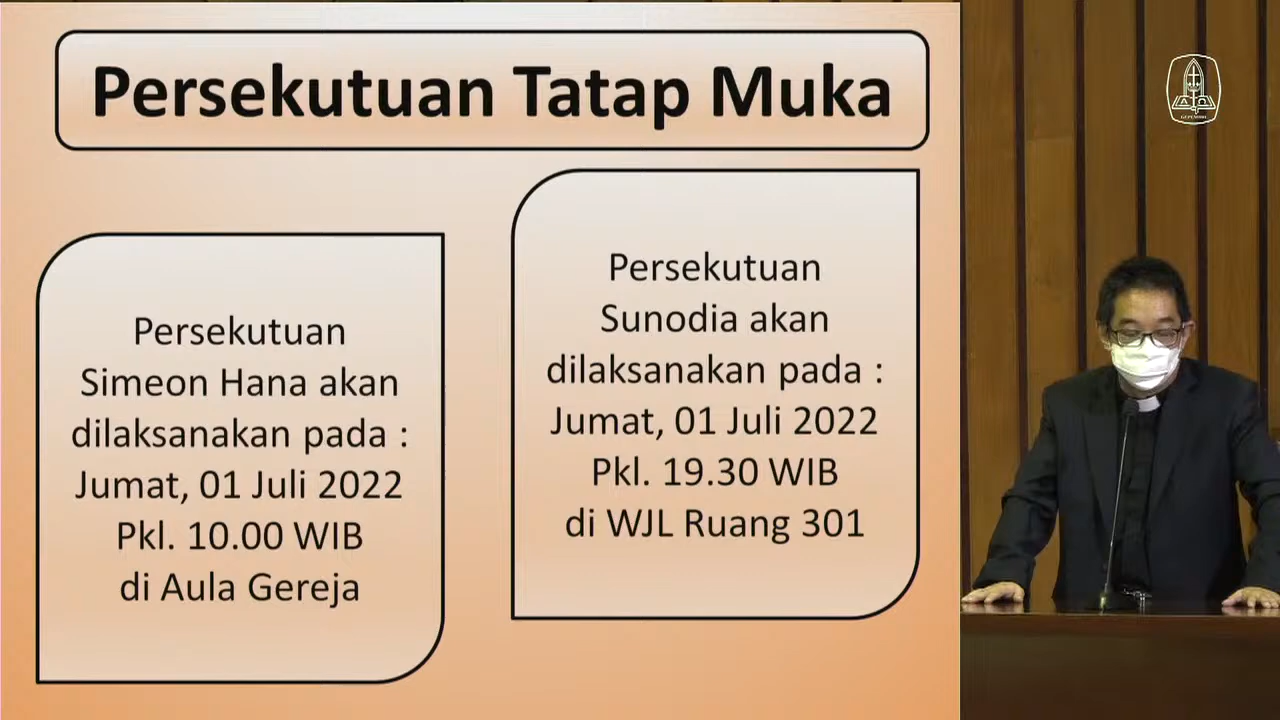 Persekutuan Tatap Muka
Persekutuan
Simeon Hana akan
dilaksanakan pada :
Jumat, 01 Juli 2022
Pkl. 10.00 WIB
di Aula Gereja
Persekutuan
Sunodia akan
dilaksanakan pada :
Jumat, 01 Juli 2022
Pkl. 19.30 WIB
di WJL Ruang 301